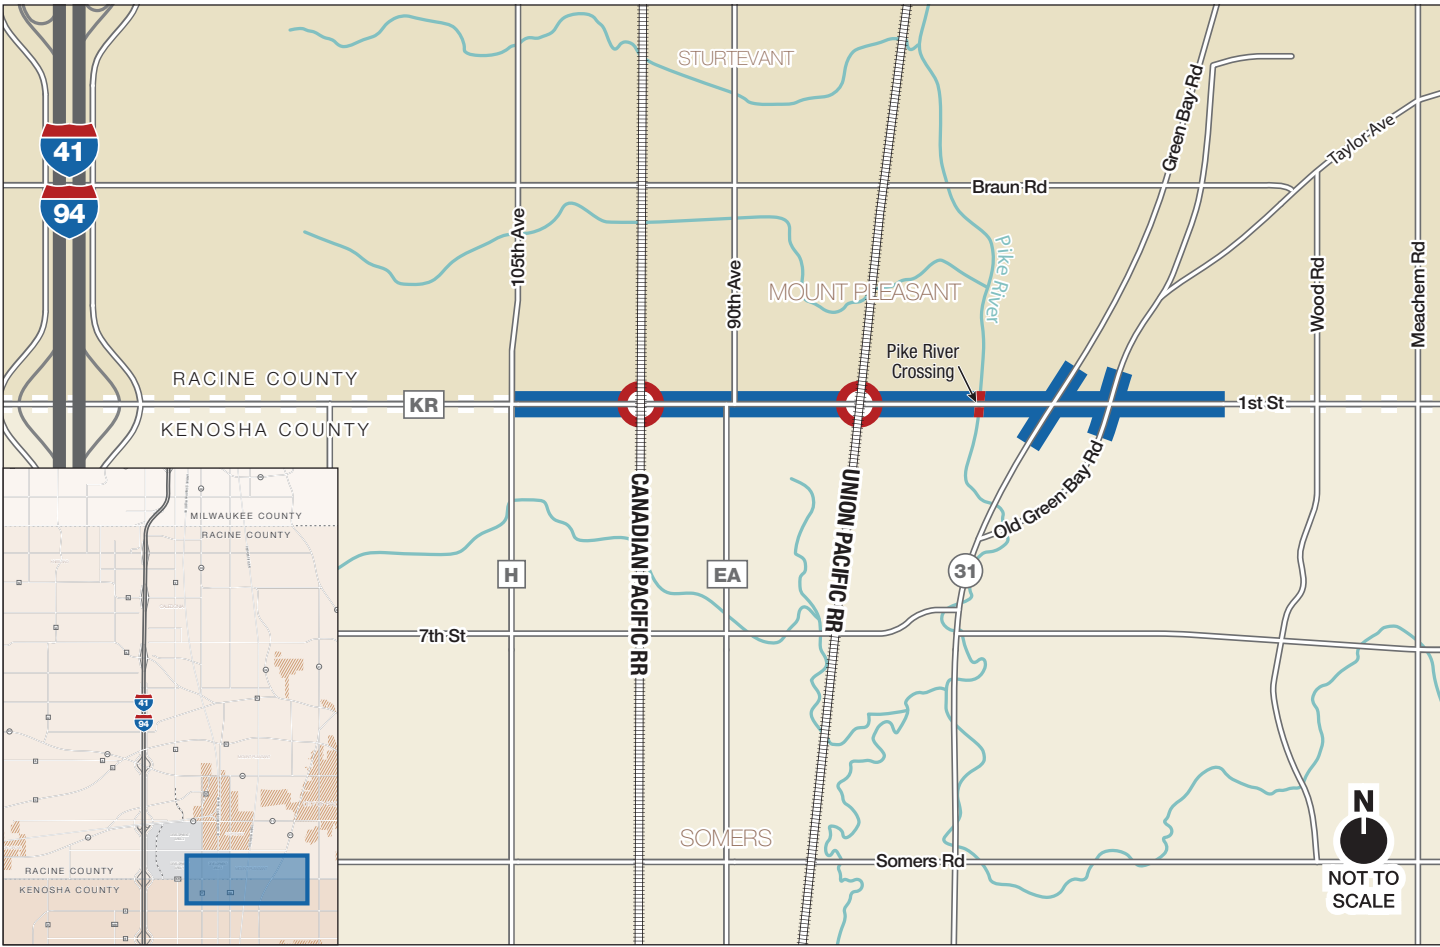 STURTEVANT
Green Bay Rd
Taylor Ave
41
94
Braun Rd
105th Ave
90th Ave
Pike River
Wood Rd
Meachem Rd
MOUNT PLEASANT
Pike River
Crossing
RACINE COUNTY
KR
1st St
KENOSHA COUNTY
CANADIAN PACIFIC RR
UNION PACIFIC RR
Old Green Bay Rd
31
H
EA
7th St
SOMERS
Somers Rd
N
NOT TO
SCALE
MILWAUKEE COUNTY
RACINE COUNTY
41
94
RACINE COUNTY
KENOSHA COUNTY